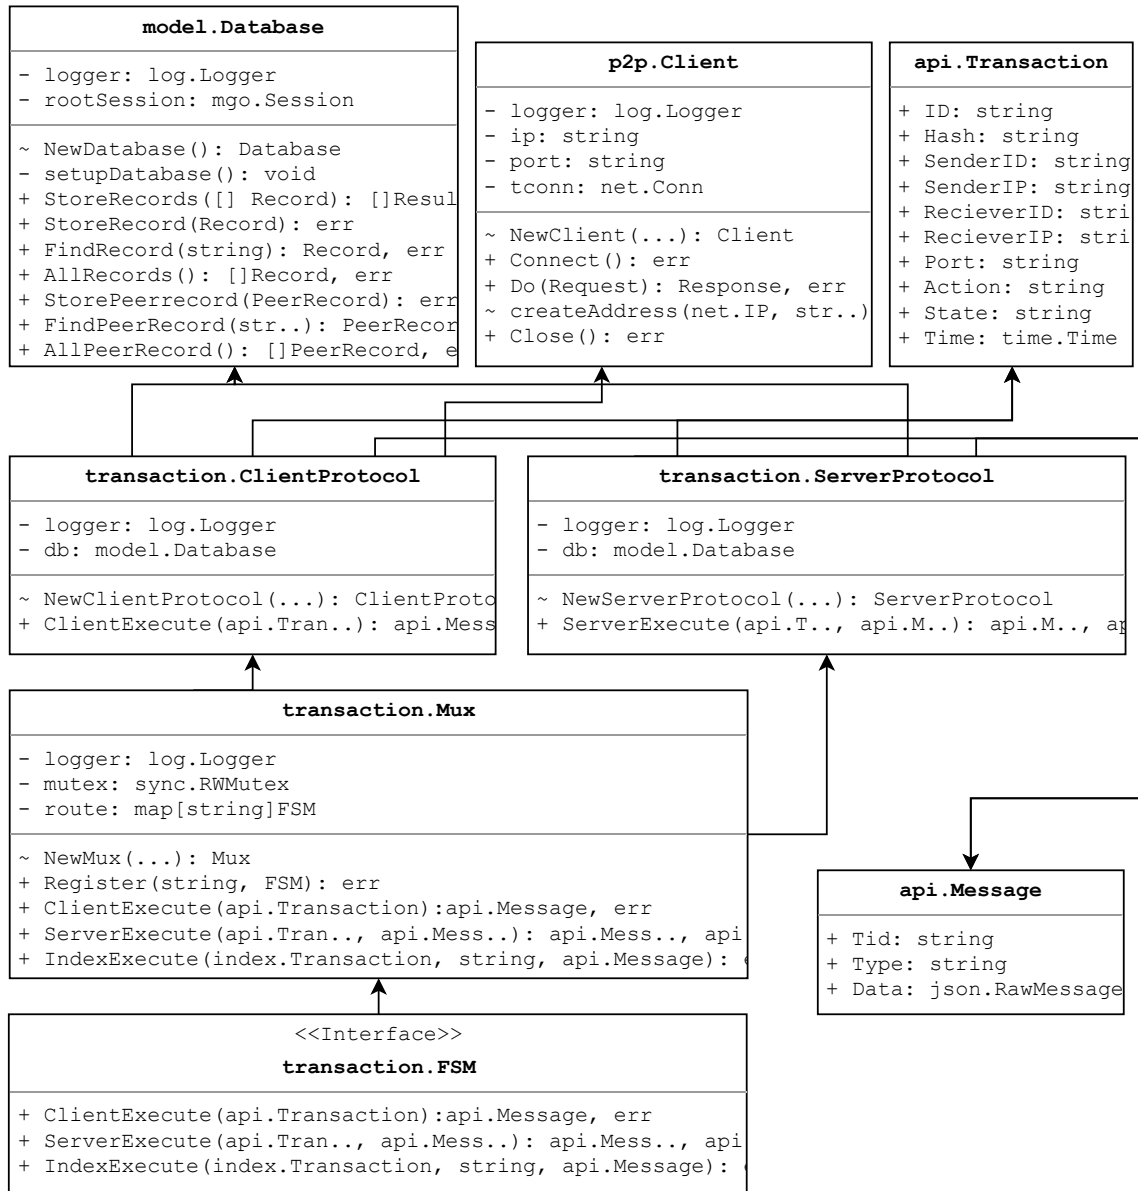 model.Database
- logger: log.Logger
- rootSession: mgo.Session
~ NewDatabase(): Database
- setupDatabase(): void
+ StoreRecords([] Record): []Resul
+ StoreRecord(Record): err
+ FindRecord(string): Record, err
+ AllRecords(): []Record, err
+ StorePeerrecord(PeerRecord): err
+ FindPeerRecord(str..): PeerRecor
+ AllPeerRecord(): []PeerRecord, e
p2p.Client
- logger: log.Logger
- ip: string
- port: string
- tconn: net.Conn
~ NewClient(...): Client
+ Connect(): err
+ Do(Request): Response, err
~ createAddress(net.IP, str..)
+ Close(): err
api.Transaction
+ ID: string
+ Hash: string
+ SenderID: string
+ SenderIP: string
+ RecieverID: stri
+ RecieverIP: stri
+ Port: string
+ Action: string
+ State: string
+ Time: time.Time
transaction.ClientProtocol
- logger: log.Logger
- db: model.Database
~ NewClientProtocol(...): ClientProto
+ ClientExecute(api.Tran..): api.Mess
transaction.ServerProtocol
- logger: log.Logger
- db: model.Database
~ NewServerProtocol(...): ServerProtocol
+ ServerExecute(api.T.., api.M..): api.M.., ap
transaction.Mux
- logger: log.Logger
- mutex: sync.RWMutex
- route: map[string]FSM
~ NewMux(...): Mux
+ Register(string, FSM): err
+ ClientExecute(api.Transaction):api.Message, err
+ ServerExecute(api.Tran.., api.Mess..): api.Mess.., api
+ IndexExecute(index.Transaction, string, api.Message): e
api.Message
+ Tid: string
+ Type: string
+ Data: json.RawMessage
<<Interface>>
transaction.FSM
+ ClientExecute(api.Transaction):api.Message, err
+ ServerExecute(api.Tran.., api.Mess..): api.Mess.., api
+ IndexExecute(index.Transaction, string, api.Message): e